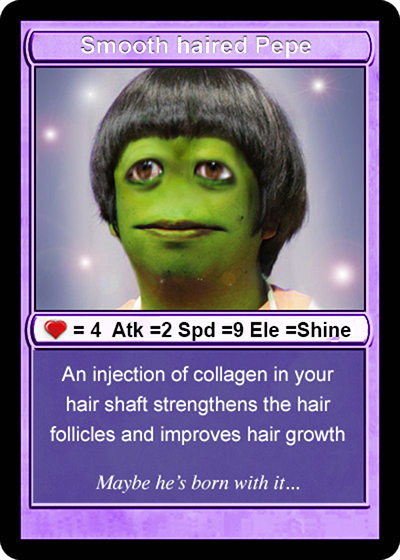 Smooth haired Pepe
= 4 Atk =2 Spd =9 Ele =Shine
An injection of collagen in your
hair shaft strengthens the hair
follicles and improves hair growth
Maybe he's born with it...